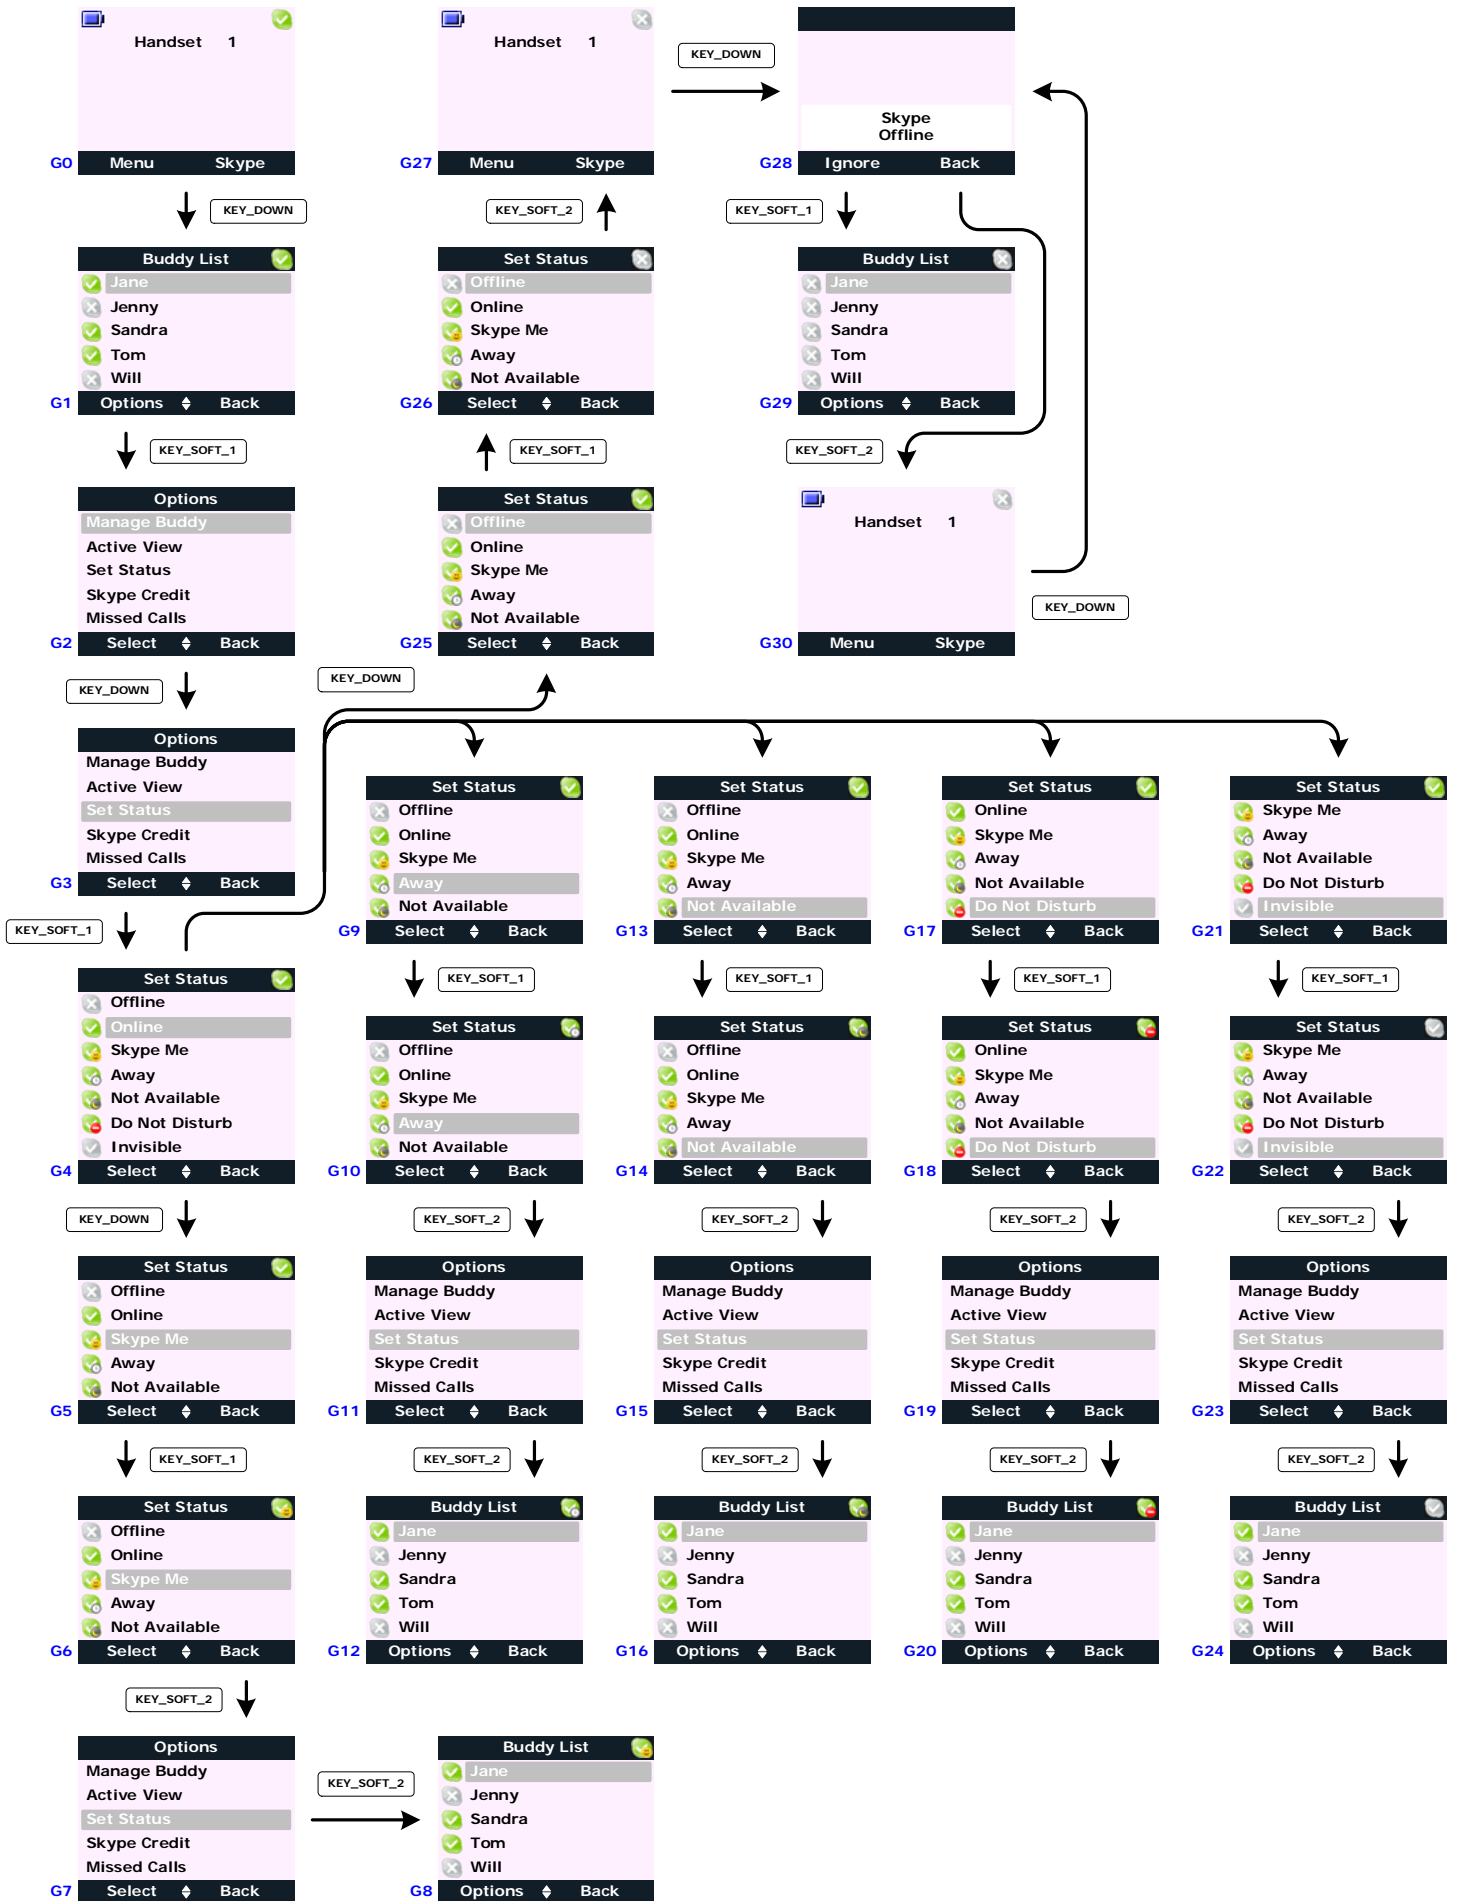 Handset 1
G0 Menu Skype
KEY_DOWN
Buddy List
Jane
Jenny
Sandra
Tom
Will
G1 Options Back
KEY_SOFT_1
Options
Manage Buddy
Active View
Set Status
Skype Credit
Missed Calls
G2 Select Back
KEY_DOWN
Options
Manage Buddy
Active View
Set Status
Skype Credit
Missed Calls
G3 Select Back
KEY_SOFT_1
Set Status
Offline
Online
Skype Me
Away
Not Available
Do Not Disturb
Invisible
G4 Select Back
KEY_DOWN
Set Status
Offline
Online
Skype Me
Away
Not Available
G5 Select Back
KEY_SOFT_1
Set Status
Offline
Online
Skype Me
Away
Not Available
G6 Select Back
KEY_SOFT_2
Options
Manage Buddy
Active View
Set Status
Skype Credit
Missed Calls
G7 Select Back
KEY_SOFT_2
Buddy List
Jane
Jenny
Sandra
Tom
Will
G8 Options Back
KEY_DOWN
Set Status
Offline
Online
Skype Me
Away
Not Available
G9 Select Back
KEY_SOFT_1
Set Status
Offline
Online
Skype Me
Away
Not Available
G10 Select Back
KEY_SOFT_2
Options
Manage Buddy
Active View
Set Status
Skype Credit
Missed Calls
G11 Select Back
KEY_SOFT_2
Buddy List
Jane
Jenny
Sandra
Tom
Will
G12 Options Back
Set Status
Offline
Online
Skype Me
Away
Not Available
G13 Select Back
KEY_SOFT_1
Set Status
Offline
Online
Skype Me
Away
Not Available
G14 Select Back
KEY_SOFT_2
Options
Manage Buddy
Active View
Set Status
Skype Credit
Missed Calls
G15 Select Back
KEY_SOFT_2
Buddy List
Jane
Jenny
Sandra
Tom
Will
G16 Options Back
Set Status
Online
Skype Me
Away
Not Available
Do Not Disturb
G17 Select Back
KEY_SOFT_1
Set Status
Online
Skype Me
Away
Not Available
Do Not Disturb
G18 Select Back
KEY_SOFT_2
Options
Manage Buddy
Active View
Set Status
Skype Credit
Missed Calls
G19 Select Back
KEY_SOFT_2
Buddy List
Jane
Jenny
Sandra
Tom
Will
G20 Options Back
Set Status
Skype Me
Away
Not Available
Do Not Disturb
Invisible
G21 Select Back
KEY_SOFT_1
Set Status
Skype Me
Away
Not Available
Do Not Disturb
Invisible
G22 Select Back
KEY_SOFT_2
Options
Manage Buddy
Active View
Set Status
Skype Credit
Missed Calls
G23 Select Back
KEY_SOFT_2
Buddy List
Jane
Jenny
Sandra
Tom
Will
G24 Options Back
Set Status
Offline
Online
Skype Me
Away
Not Available
G25 Select Back
KEY_SOFT_1
Set Status
Offline
Online
Skype Me
Away
Not Available
G26 Select Back
KEY_SOFT_2
Handset 1
G27 Menu Skype
KEY_DOWN
Skype
Offline
G28 Ignore Back
KEY_SOFT_1
Buddy List
Jane
Jenny
Sandra
Tom
Will
G29 Options Back
KEY_SOFT_2
Handset 1
G30 Menu Skype
KEY_DOWN